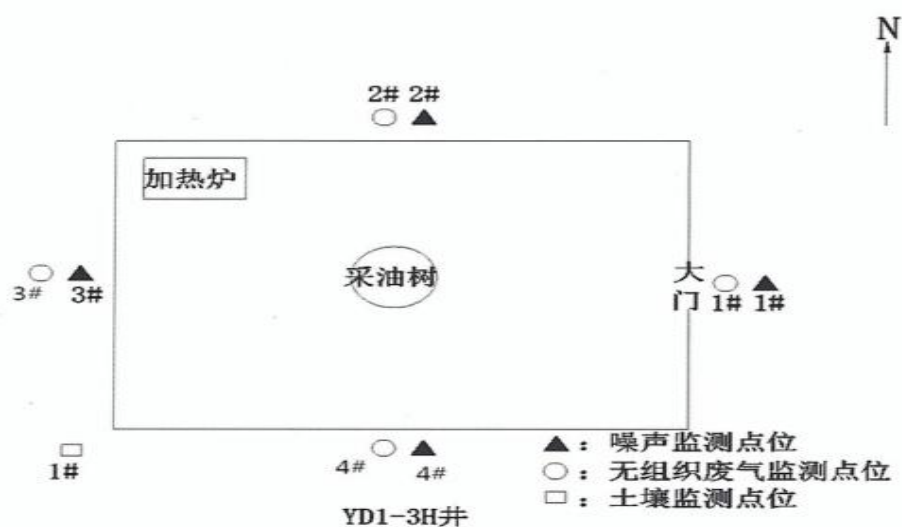 N
2# 2#
加热炉
采油树
3# 3#
大门
1# 1#
1#
4# 4#
▲：噪声监测点位
○：无组织废气监测点位
□：土壤监测点位
YD1-3H井